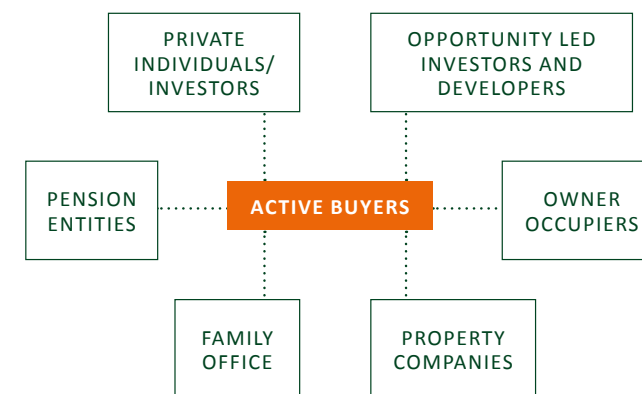 PRIVATE
INDIVIDUALS/
INVESTORS
OPPORTUNITY LED
INVESTORS AND
DEVELOPERS
PENSION
ENTITIES
ACTIVE BUYERS
OWNER
OCCUPIERS
FAMILY
OFFICE
PROPERTY
COMPANIES